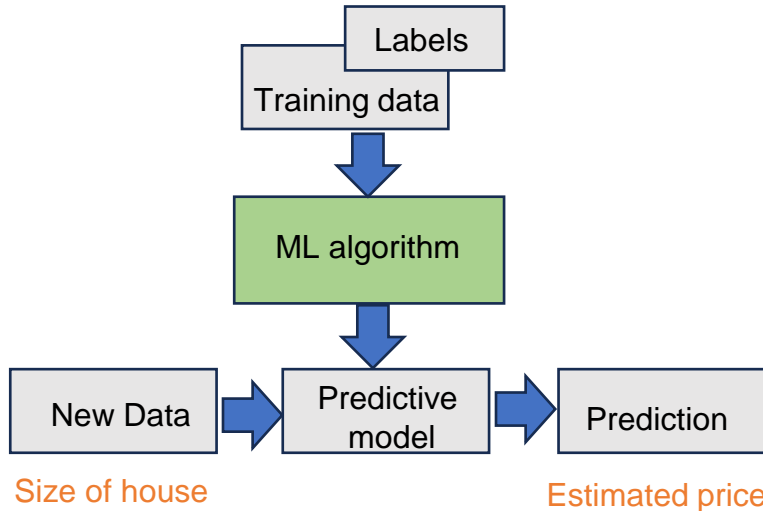 Labels
Training data
ML algorithm
New Data
Predictive
model
Prediction
Size of house
Estimated price